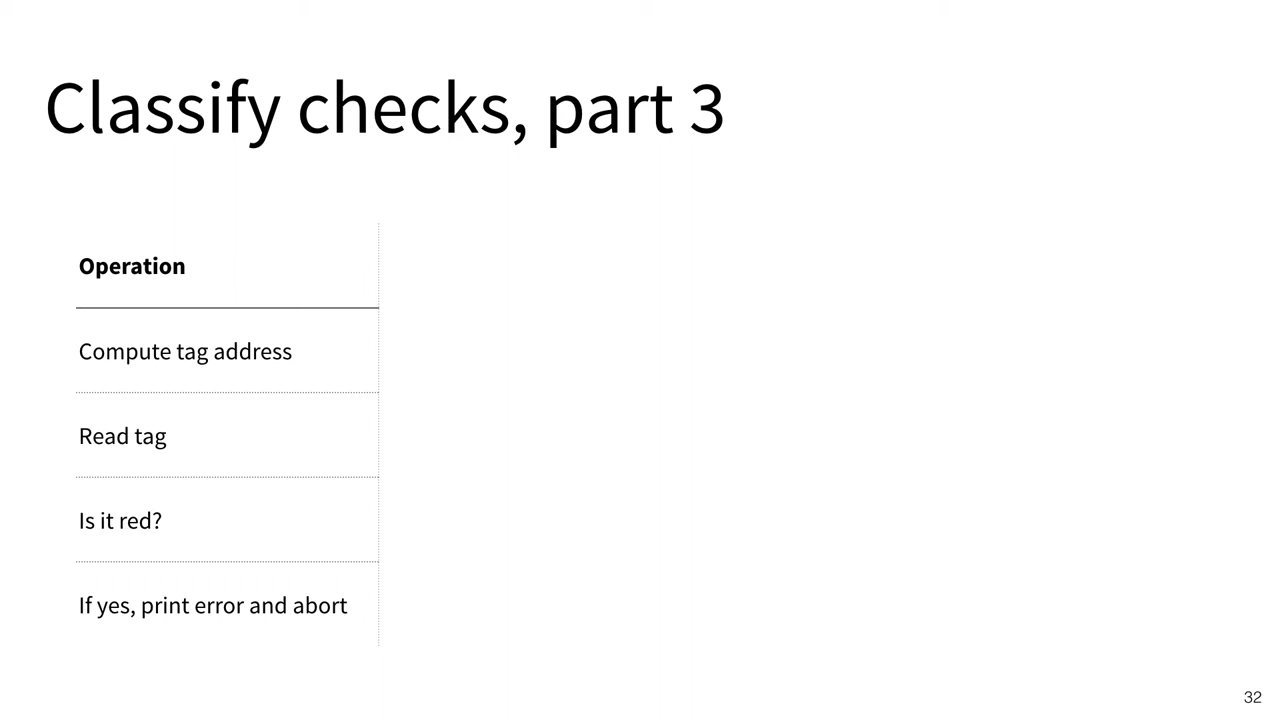 Classify checks, part 3
Operation
Compute tag address
Read tag
Is it red?
If yes, print error and abort
32